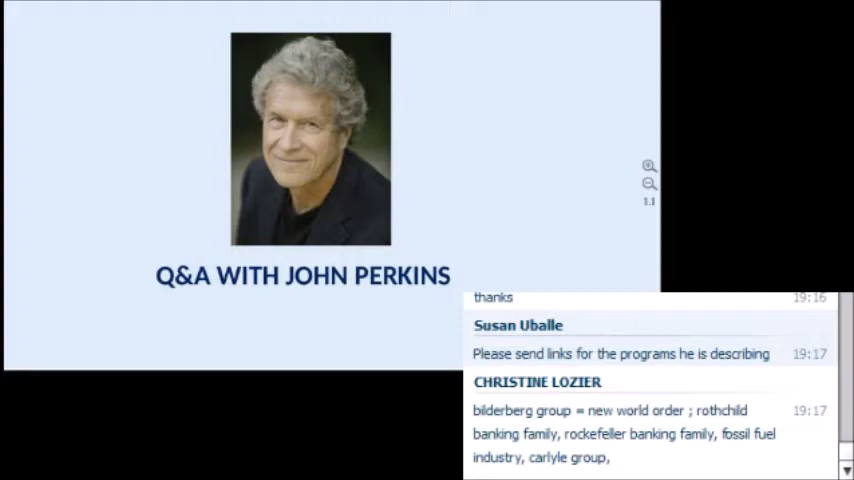 1.1
Q&A WITH JOHN PERKINS
thanks 19:16
Susan Uballe
Please send links for the programs he is describing 19:17
CHRISTINE LOZIER
bilderberg group = new world order ; rothchild 19:17
banking family, rockefeller banking family, fossil fuel
industry, carlyle group,